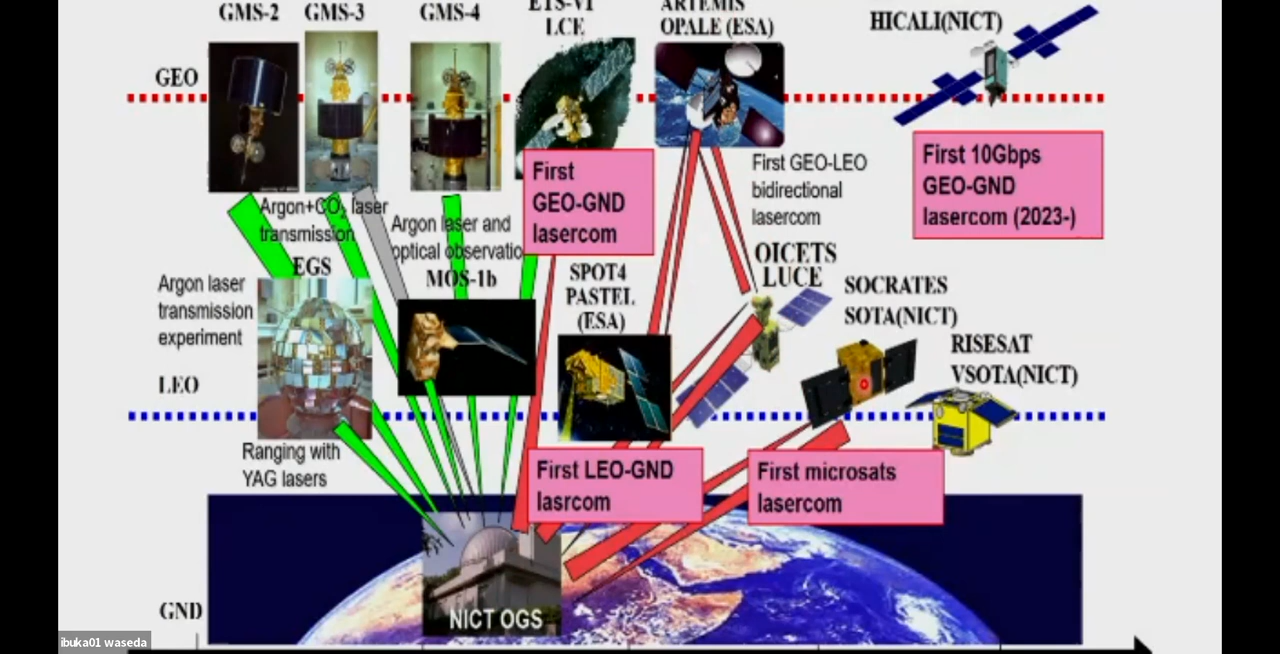 GMS-2
GMS-3
GMS-4
ETS-VI
LCE
ARTEMIS
OPALE (ESA)
HICALI(NICT)
GEO
First
GEO-GND
lasercom
First GEO-LEO
bidirectional
lasercom
First 10Gbps
GEO-GND
lasercom (2023-)
Argon+CO2 laser
transmission
Argon laser and
optical observatio
EGS
MOS-1b
SPOT4
PASTEL
(ESA)
OICETS
LUCE
SOCRATES
SOTA(NICT)
RISESAT
VSOTA(NICT)
Argon laser
transmission
experiment
LEO
Ranging with
YAG lasers
First LEO-GND
lasrcom
First microsats
lasercom
NICT OGS
GND
ibuka01 waseda